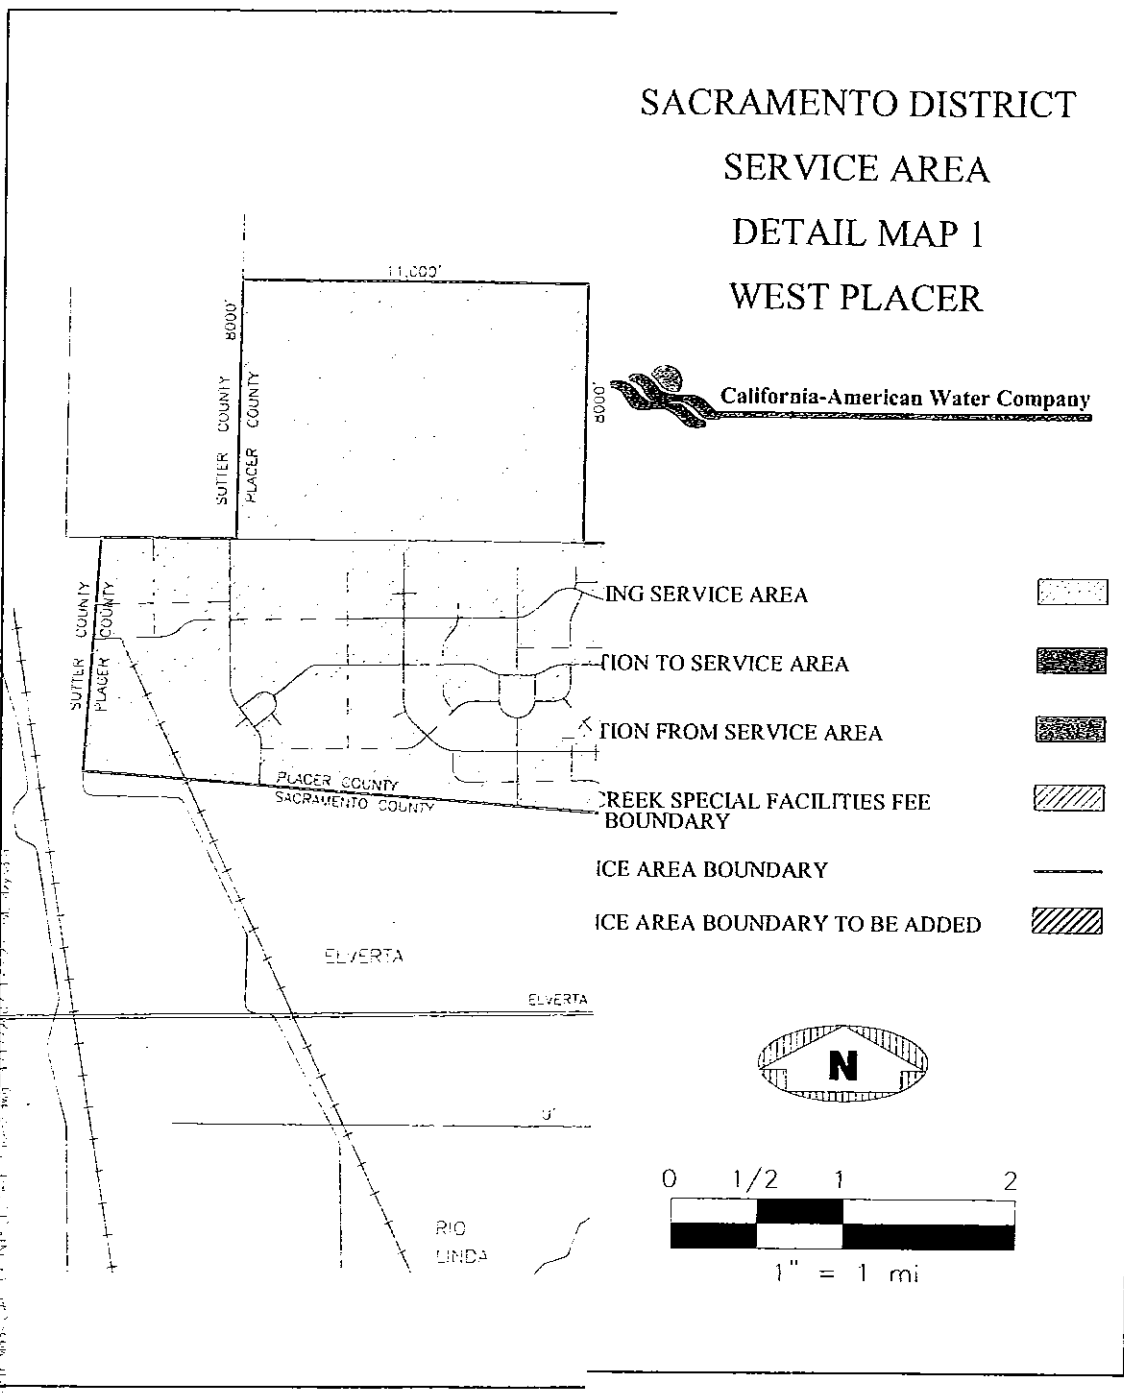 SACRAMENTO DISTRICT
SERVICE AREA
DETAIL MAP 1
WEST PLACER
California-American Water Company
11,000'
8000'
8000'
SUTTER COUNTY
PLACER COUNTY
SUTTER COUNTY
PLACER COUNTY
ING SERVICE AREA
TION TO SERVICE AREA
TION FROM SERVICE AREA
CREEK SPECIAL FACILITIES FEE
BOUNDARY
ICE AREA BOUNDARY
ICE AREA BOUNDARY TO BE ADDED
PLACER COUNTY
SACRAMENTO COUNTY
ELVERTA
ELVERTA
N
RIO
LINDA
0 1/2 1 2
1" = 1 mi